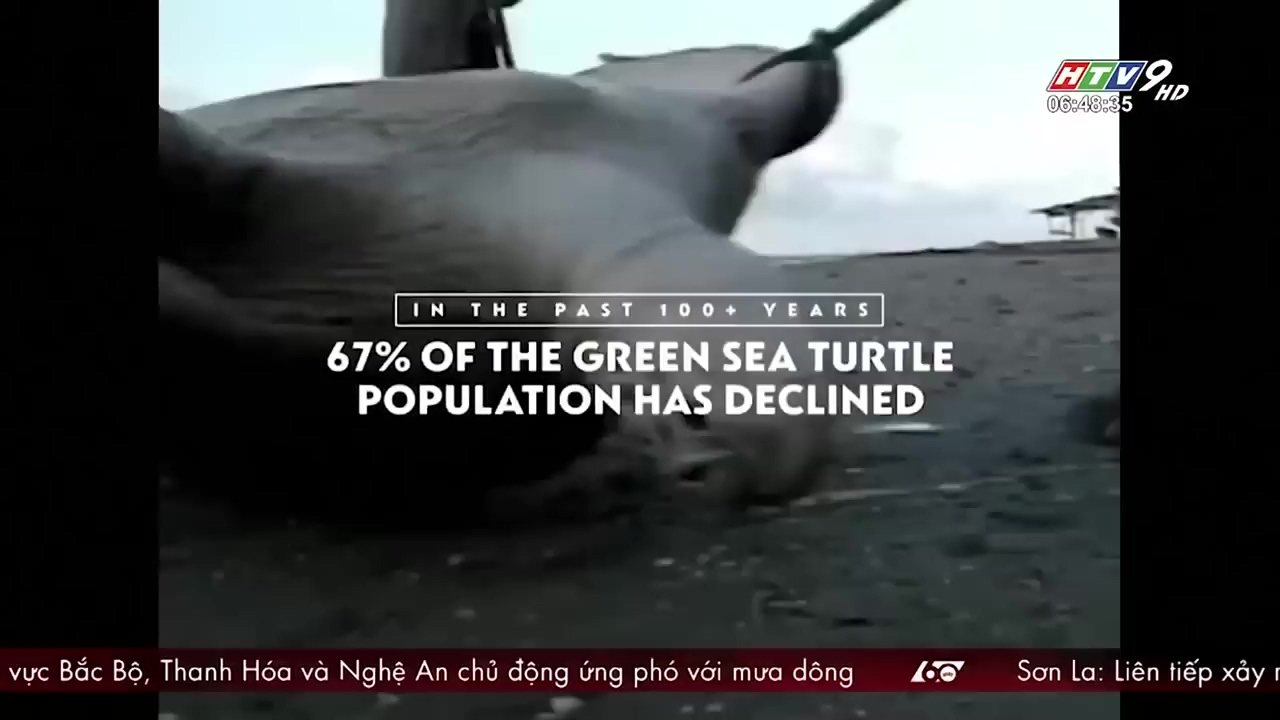 HTV9 HD
06:48:35
IN THE PAST 100+ YEARS
67% OF THE GREEN SEA TURTLE
POPULATION HAS DECLINED
vực Bắc Bộ, Thanh Hóa và Nghệ An chủ động ứng phó với mưa dông
60
Sơn La: Liên tiếp xảy